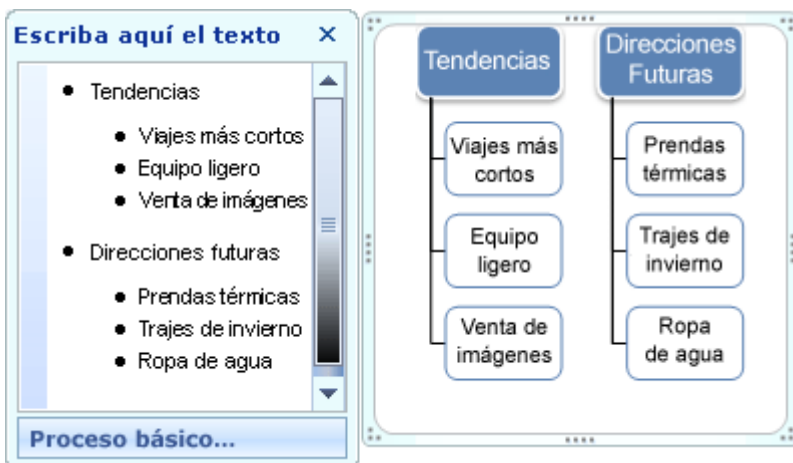 Escriba aquí el texto
Tendencias
Viajes más cortos
Equipo ligero
Venta de imágenes
Direcciones futuras
Prendas térmicas
Trajes de invierno
Ropa de agua
Proceso básico...
Tendencias
Viajes más
cortos
Equipo
ligero
Venta de
imágenes
Direcciones
Futuras
Prendas
térmicas
Trajes de
invierno
Ropa
de agua